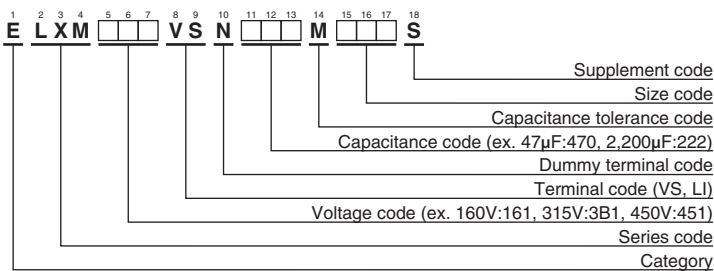 1 2 3 4 5 6 7 8 9 10 11 12 13 14 15 16 17 18
E L X M □□□ V S N □□□ M □□□ S
Supplement code
Size code
Capacitance tolerance code
Capacitance code (ex. 47µF:470, 2,200µF:222)
Dummy terminal code
Terminal code (VS, LI)
Voltage code (ex. 160V:161, 315V:3B1, 450V:451)
Series code
Category